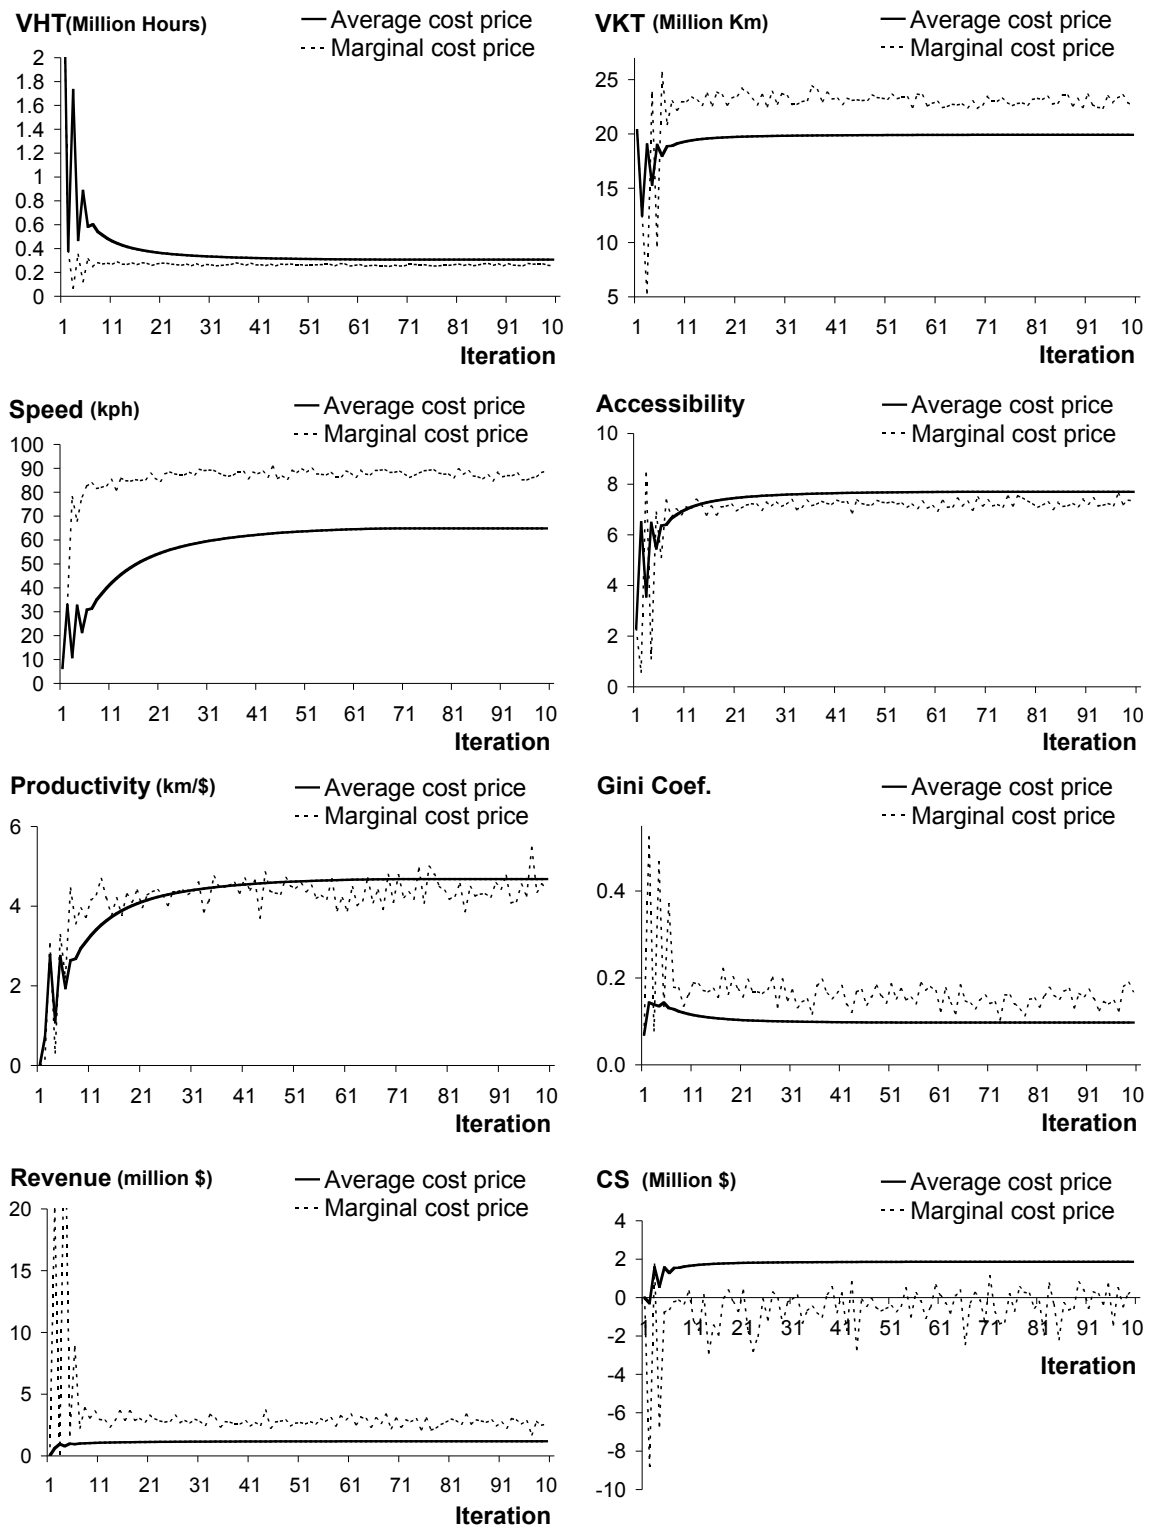 VHT(Million Hours)
Average cost price
Marginal cost price
2
1.8
1.6
1.4
1.2
1
0.8
0.6
0.4
0.2
0
1 11 21 31 41 51 61 71 81 91 10
Iteration
VKT (Million Km)
Average cost price
Marginal cost price
25
20
15
10
5
1 11 21 31 41 51 61 71 81 91 10
Iteration
Speed (kph)
Average cost price
Marginal cost price
100
90
80
70
60
50
40
30
20
10
0
1 11 21 31 41 51 61 71 81 91 10
Iteration
Accessibility
Average cost price
Marginal cost price
10
8
6
4
2
0
1 11 21 31 41 51 61 71 81 91 10
Iteration
Productivity (km/$)
Average cost price
Marginal cost price
6
4
2
0
1 11 21 31 41 51 61 71 81 91 10
Iteration
Gini Coef.
Average cost price
Marginal cost price
0.4
0.2
0.0
1 11 21 31 41 51 61 71 81 91 10
Iteration
Revenue (million $)
Average cost price
Marginal cost price
20
15
10
5
0
1 11 21 31 41 51 61 71 81 91 10
Iteration
CS (Million $)
Average cost price
Marginal cost price
4
2
0
-2
-4
-6
-8
-10
1 11 21 31 41 51 61 71 81 91 10
Iteration